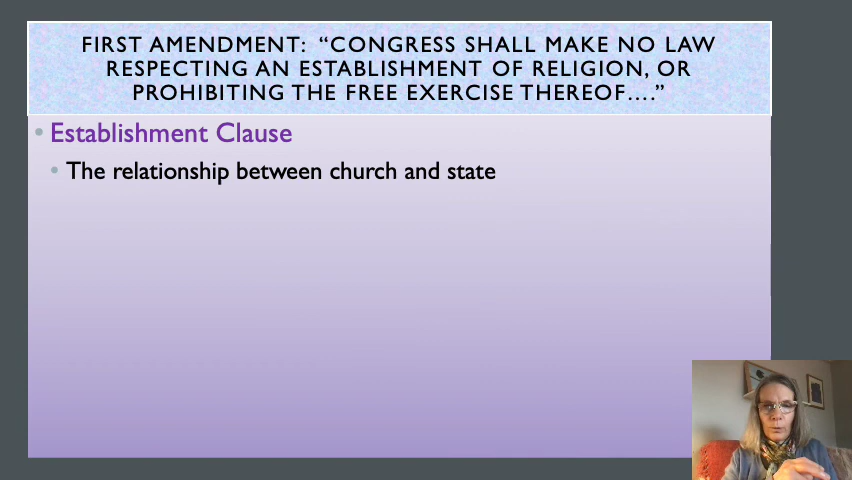 FIRST AMENDMENT: “CONGRESS SHALL MAKE NO LAW
RESPECTING AN ESTABLISHMENT OF RELIGION, OR
PROHIBITING THE FREE EXERCISE THEREOF....”
• Establishment Clause
• The relationship between church and state